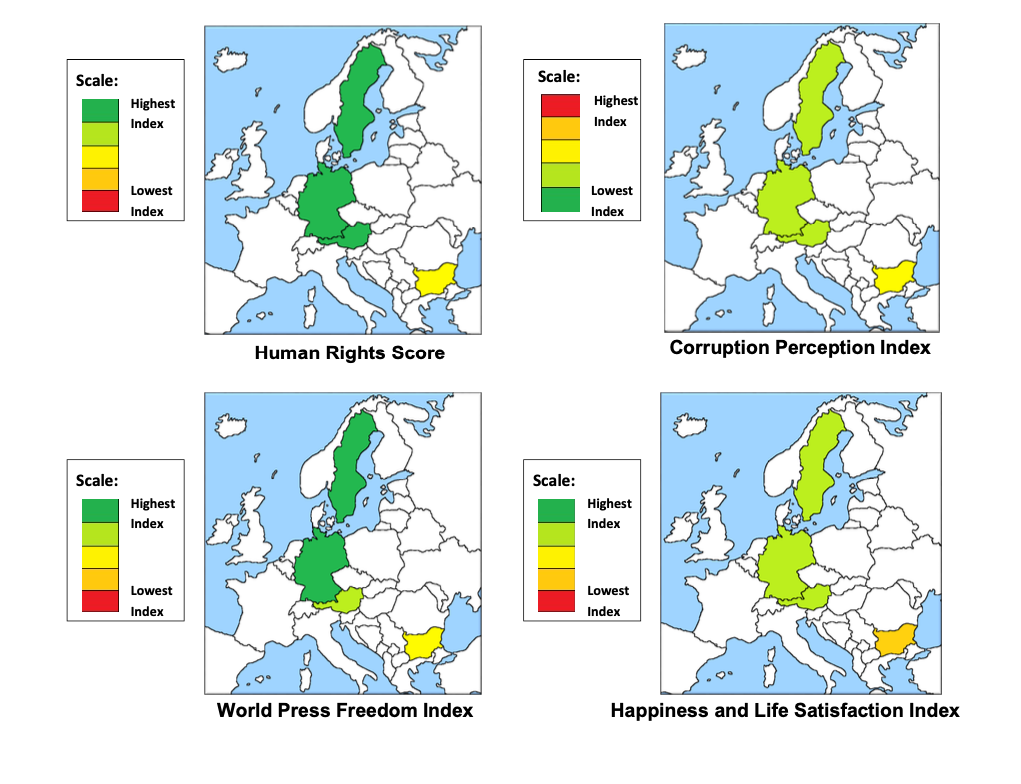 Scale:
Highest
Index
Lowest
Index
Human Rights Score
Scale:
Highest
Index
Lowest
Index
Corruption Perception Index
Scale:
Highest
Index
Lowest
Index
World Press Freedom Index
Scale:
Highest
Index
Lowest
Index
Happiness and Life Satisfaction Index